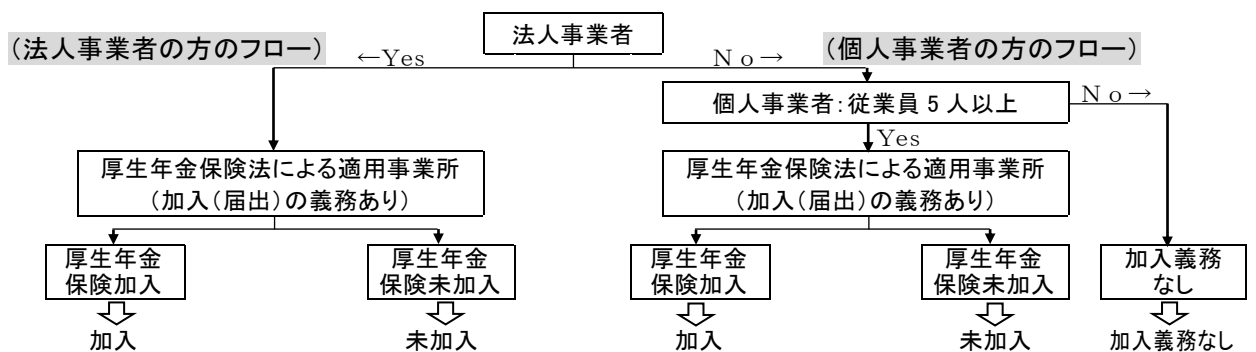 法人事業者
(法人事業者の方のフロー)
←Yes
No→
(個人事業者の方のフロー)
個人事業者:従業員 5 人以上
No→
Yes
厚生年金保険法による適用事業所
(加入(届出)の義務あり)
厚生年金保険法による適用事業所
(加入(届出)の義務あり)
厚生年金
保険加入
厚生年金
保険未加入
厚生年金
保険加入
厚生年金
保険未加入
加入義務
なし
加入
未加入
加入
未加入
加入義務なし